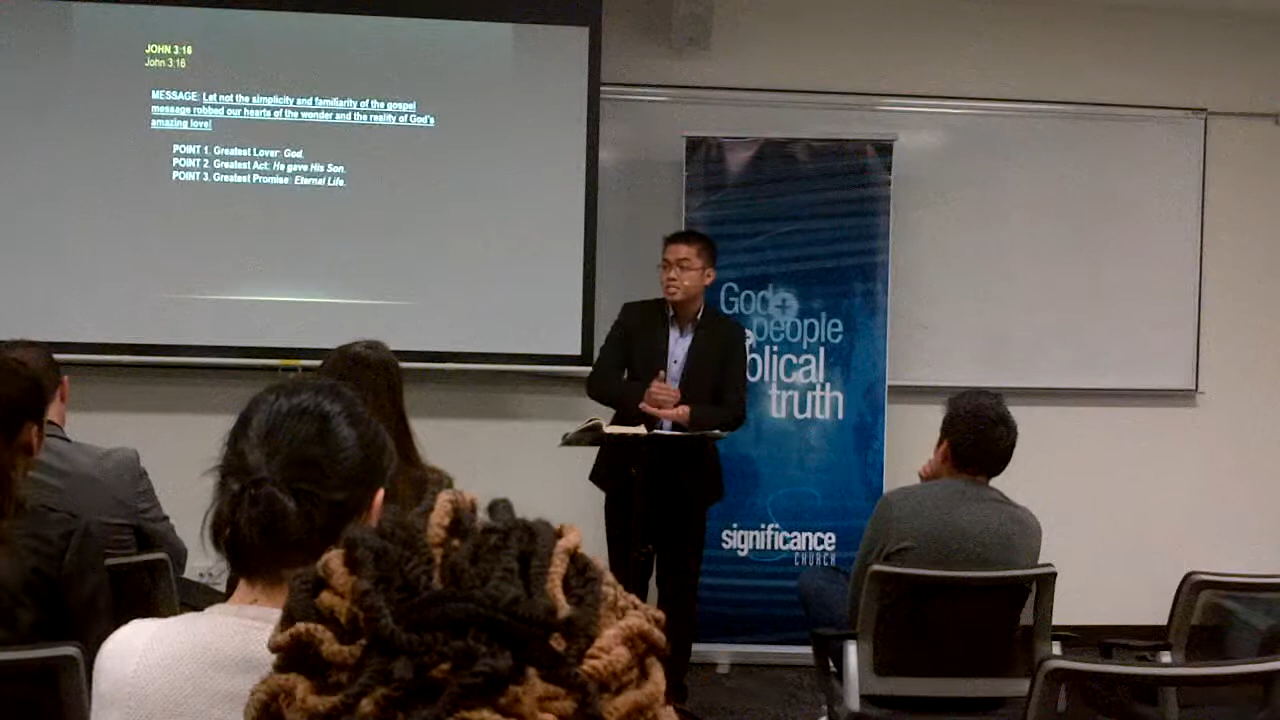 JOHN 3:16
John 3:16
MESSAGE: Let not the simplicity and familiarity of the gospel
message robbed our hearts of the wonder and the reality of God's
amazing love!
POINT 1. Greatest Lover: God.
POINT 2. Greatest Act: He gave His Son.
POINT 3. Greatest Promise: Eternal Life.
God+
people
blical
truth
significance
CHURCH